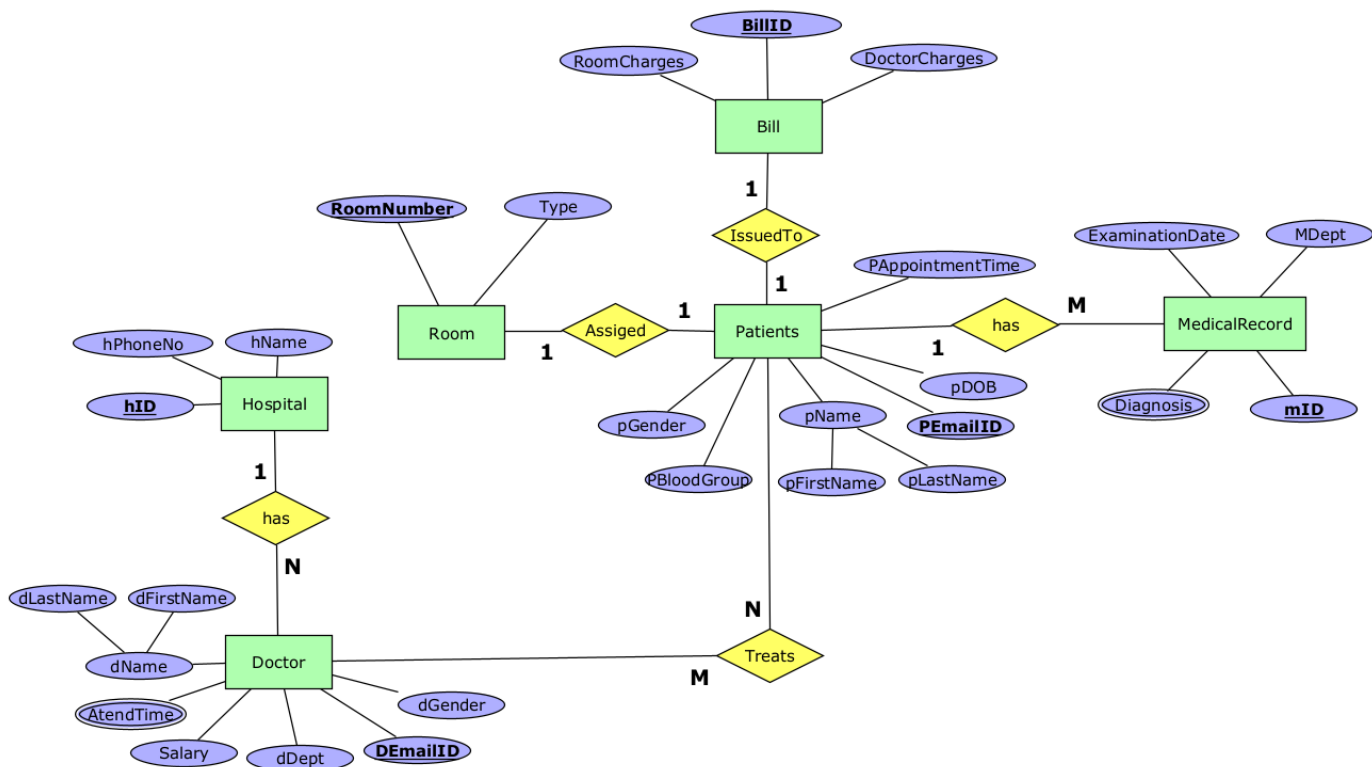 BillID
RoomCharges
DoctorCharges
Bill
1
RoomNumber
Type
IssuedTo
ExaminationDate
MDept
PAppointmentTime
1
M
1
Room
Assiged
Patients
has
MedicalRecord
1
1
hPhoneNo
hName
hID
Hospital
pDOB
Diagnosis
mID
pGender
pName
PEmailID
1
PBloodGroup
pFirstName
pLastName
has
N
dLastName
dFirstName
N
dName
Doctor
Treats
M
AtendTime
dGender
Salary
dDept
DEmailID